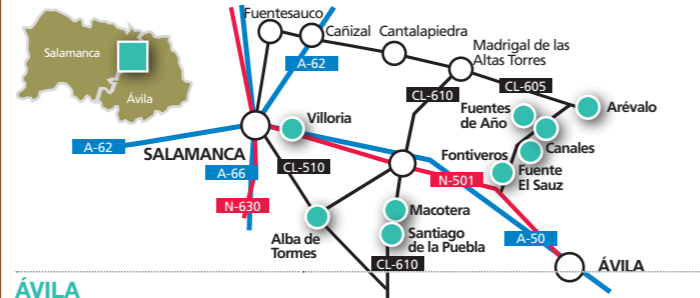 Fuentesauco
Cañizal
Cantalapiedra
Salamanca
Ávila
A-62
Madrigal de las
Altas Torres
CL-610
CL-605
Fuentes
de Año
Arévalo
Villoria
A-62
SALAMANCA
A-66
CL-510
Canales
Fontiveros
Fuente
El Sauz
N-501
N-630
Macotera
Alba de
Tormes
Santiago
de la Puebla
A-50
CL-610
ÁVILA
ÁVILA